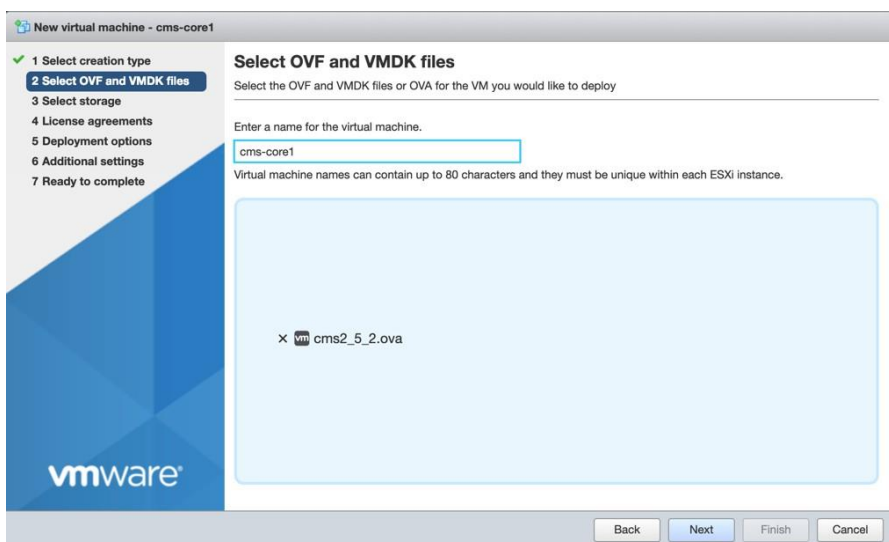 New virtual machine - cms-core1
1 Select creation type
2 Select OVF and VMDK files
3 Select storage
4 License agreements
5 Deployment options
6 Additional settings
7 Ready to complete
Select OVF and VMDK files
Select the OVF and VMDK files or OVA for the VM you would like to deploy
Enter a name for the virtual machine.
cms-core1
Virtual machine names can contain up to 80 characters and they must be unique within each ESXi instance.
× vm cms2_5_2.ova
vmware®
Back Next Finish Cancel